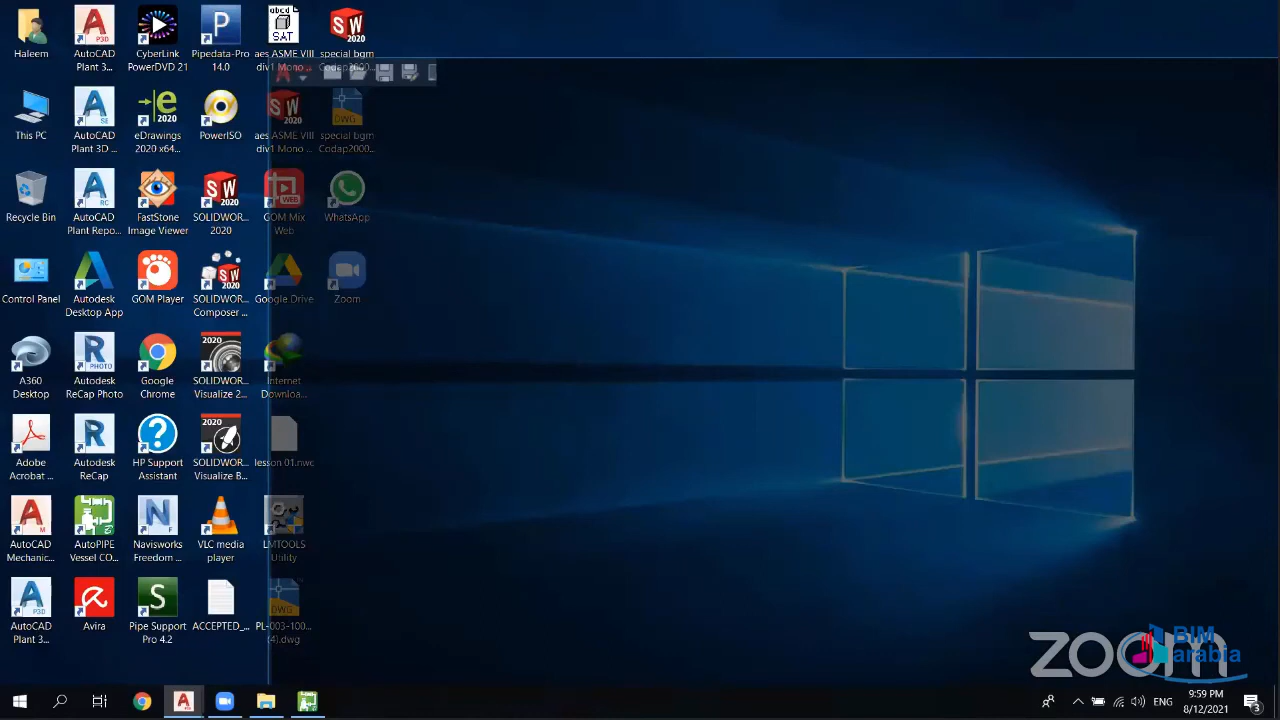 Haleem
AutoCAD
Plant 3...
CyberLink
PowerDVD 21
Pipedata-Pro
14.0
aes ASME VIII
div1 Mono ...
special bgm
Codap2000...
This PC
AutoCAD
Plant 3D ...
eDrawings
2020 x64...
PowerISO
aes ASME VIII
div1 Mono ...
special bgm
Codap2000...
Recycle Bin
AutoCAD
Plant Repo...
FastStone
Image Viewer
SOLIDWOR...
2020
GOM Mix
Web
WhatsApp
Control Panel
Autodesk
Desktop App
GOM Player
SOLIDWOR...
Composer ...
Google Drive
Zoom
A360
Desktop
Autodesk
ReCap Photo
Google
Chrome
SOLIDWOR...
Visualize 2...
Internet
Downloa...
Adobe
Acrobat ...
Autodesk
ReCap
HP Support
Assistant
SOLIDWOR...
Visualize B...
lesson 01.nwc
AutoCAD
Mechanic...
AutoPIPE
Vessel CO...
Navisworks
Freedom ...
VLC media
player
LMTOOLS
Utility
AutoCAD
Plant 3...
Avira
Pipe Support
Pro 4.2
ACCEPTED_...
PL-003-100...
(4).dwg
zoom
BIM
arabia
ENG
9:59 PM
8/12/2021
3